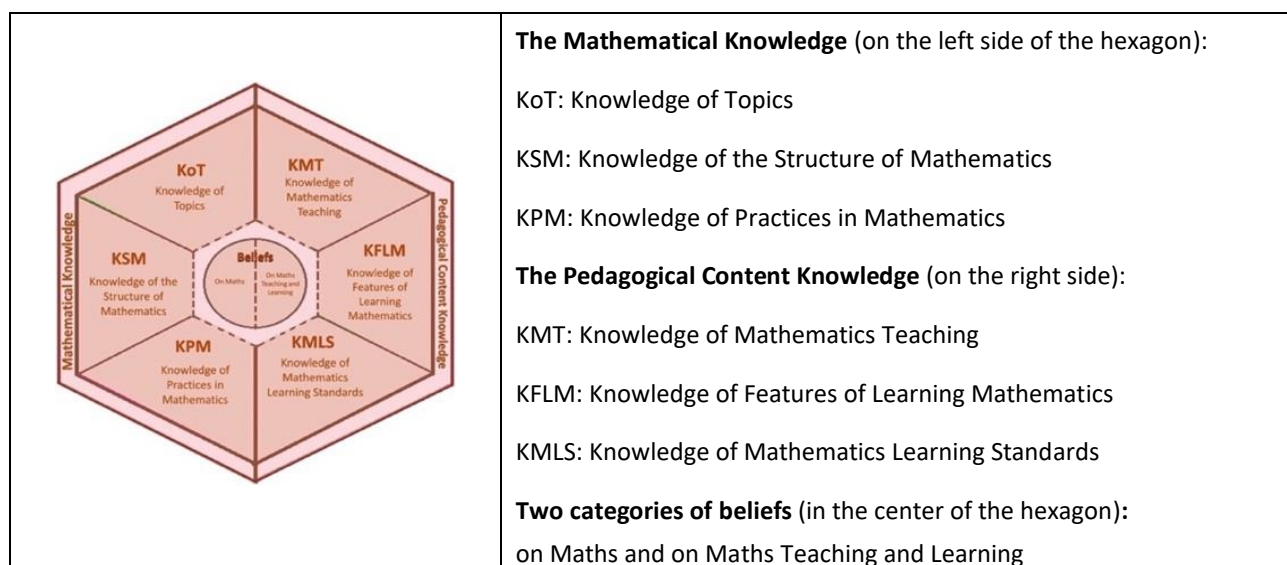 Mathematical Knowledge
KoT
Knowledge of
Topics
KMT
Knowledge of
Mathematics
Teaching
KSM
Knowledge of the
Structure of
Mathematics
Beliefs
On Maths
On Maths
Teaching and
Learning
KFLM
Knowledge of
Features of
Learning
Mathematics
KPM
Knowledge of
Practices in
Mathematics
KMLS
Knowledge of
Mathematics
Learning Standards
Pedagogical Content Knowledge
The Mathematical Knowledge (on the left side of the hexagon):
KoT: Knowledge of Topics
KSM: Knowledge of the Structure of Mathematics
KPM: Knowledge of Practices in Mathematics
The Pedagogical Content Knowledge (on the right side):
KMT: Knowledge of Mathematics Teaching
KFLM: Knowledge of Features of Learning Mathematics
KMLS: Knowledge of Mathematics Learning Standards
Two categories of beliefs (in the center of the hexagon):
on Maths and on Maths Teaching and Learning